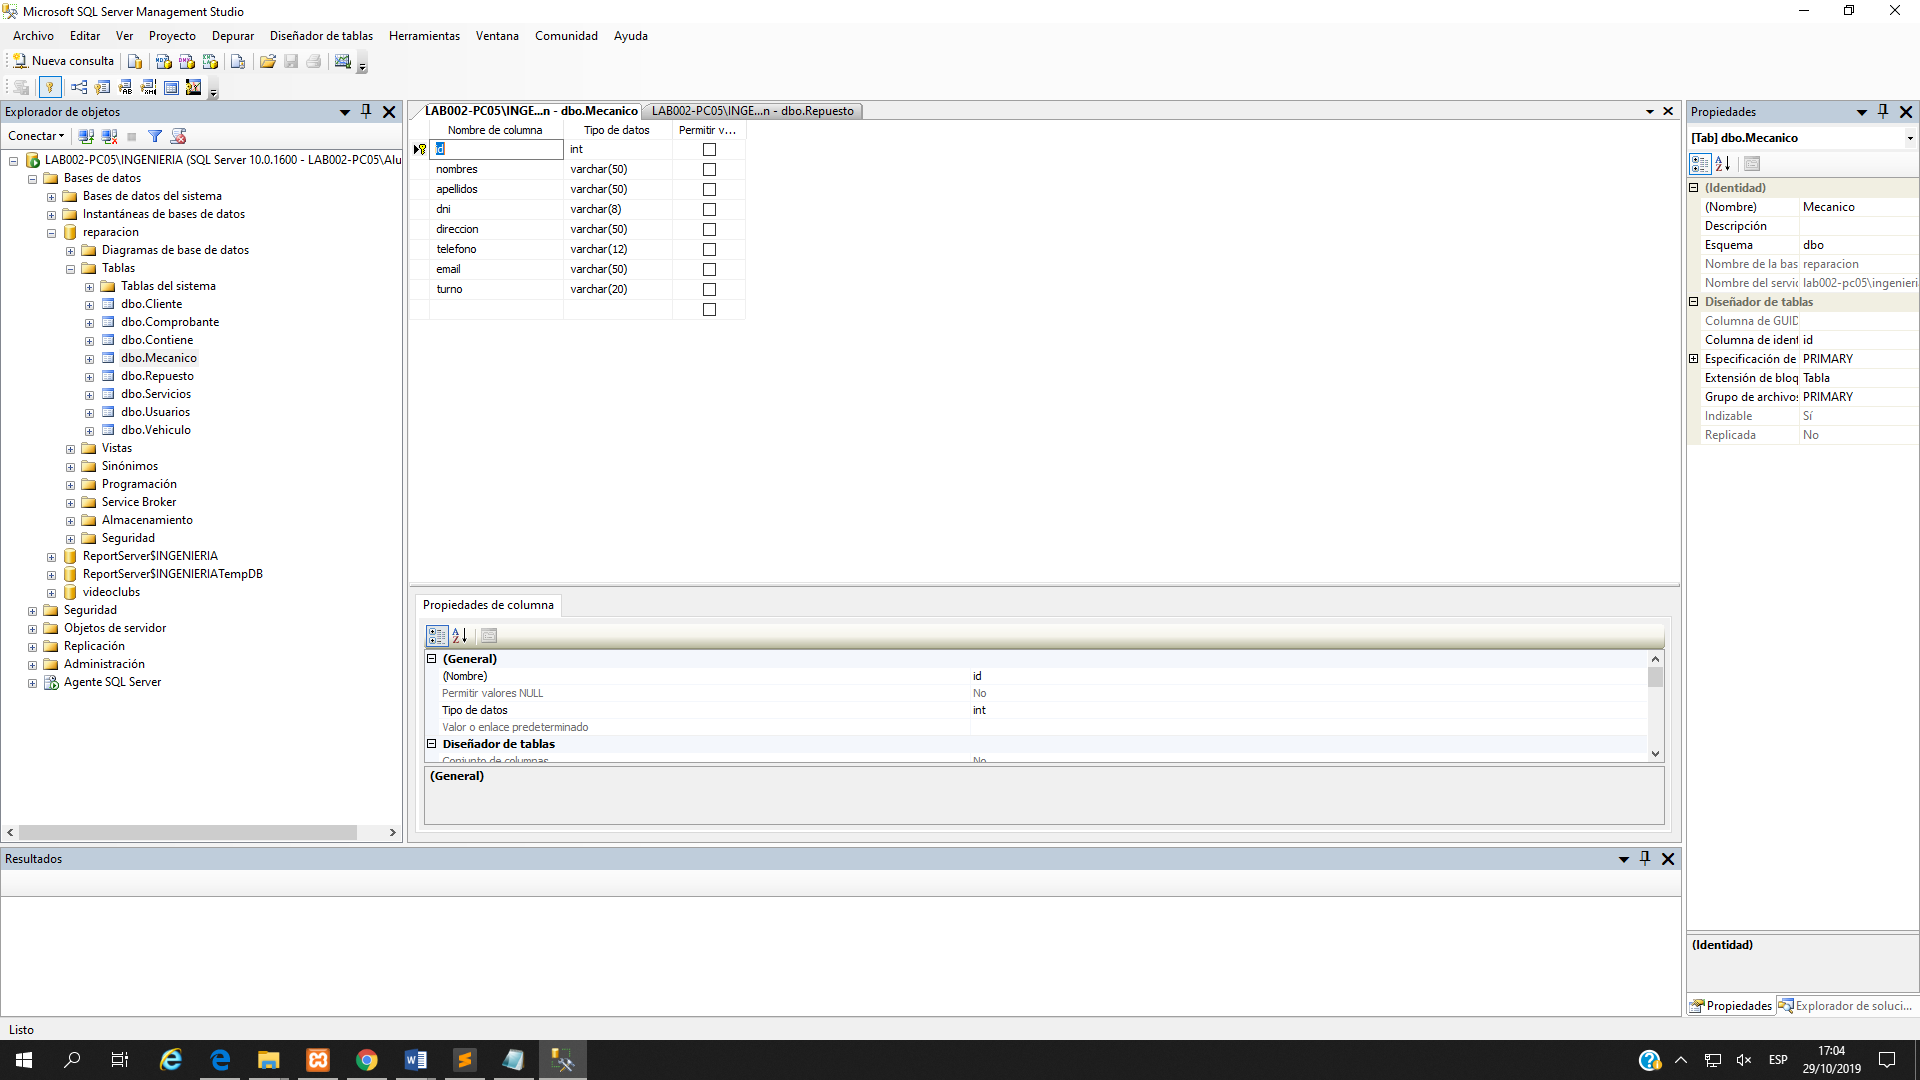 Microsoft SQL Server Management Studio
Archivo Editar Ver Proyecto Depurar Diseñador de tablas Herramientas Ventana Comunidad Ayuda
Nueva consulta
Explorador de objetos
Conectar
LAB002-PC05\INGENIERIA (SQL Server 10.0.1600 - LAB002-PC05\Alu
Bases de datos
Bases de datos del sistema
Instantáneas de bases de datos
reparacion
Diagramas de base de datos
Tablas
Tablas del sistema
dbo.Cliente
dbo.Comprobante
dbo.Contiene
dbo.Mecanico
dbo.Repuesto
dbo.Servicios
dbo.Usuarios
dbo.Vehiculo
Vistas
Sinónimos
Programación
Service Broker
Almacenamiento
Seguridad
ReportServer$INGENIERIA
ReportServer$INGENIERIATempDB
videoclubs
Seguridad
Objetos de servidor
Replicación
Administración
Agente SQL Server
LAB002-PC05\INGE...n - dbo.Mecanico LAB002-PC05\INGE...n - dbo.Repuesto
Nombre de columna Tipo de datos Permitir v...
id int
nombres varchar(50)
apellidos varchar(50)
dni varchar(8)
direccion varchar(50)
telefono varchar(12)
email varchar(50)
turno varchar(20)
Propiedades de columna
(General)
(Nombre) id
Permitir valores NULL No
Tipo de datos int
Valor o enlace predeterminado
Diseñador de tablas
Conjunto de columnas No
(General)
Propiedades
[Tab] dbo.Mecanico
(Identidad)
(Nombre) Mecanico
Descripción
Esquema dbo
Nombre de la bas reparacion
Nombre del servic lab002-pc05\ingenieri
Diseñador de tablas
Columna de GUID
Columna de ident id
Especificación de PRIMARY
Extensión de bloq Tabla
Grupo de archivos PRIMARY
Indizable Sí
Replicada No
(Identidad)
Propiedades Explorador de soluci...
Resultados
Listo
ESP
17:04
29/10/2019